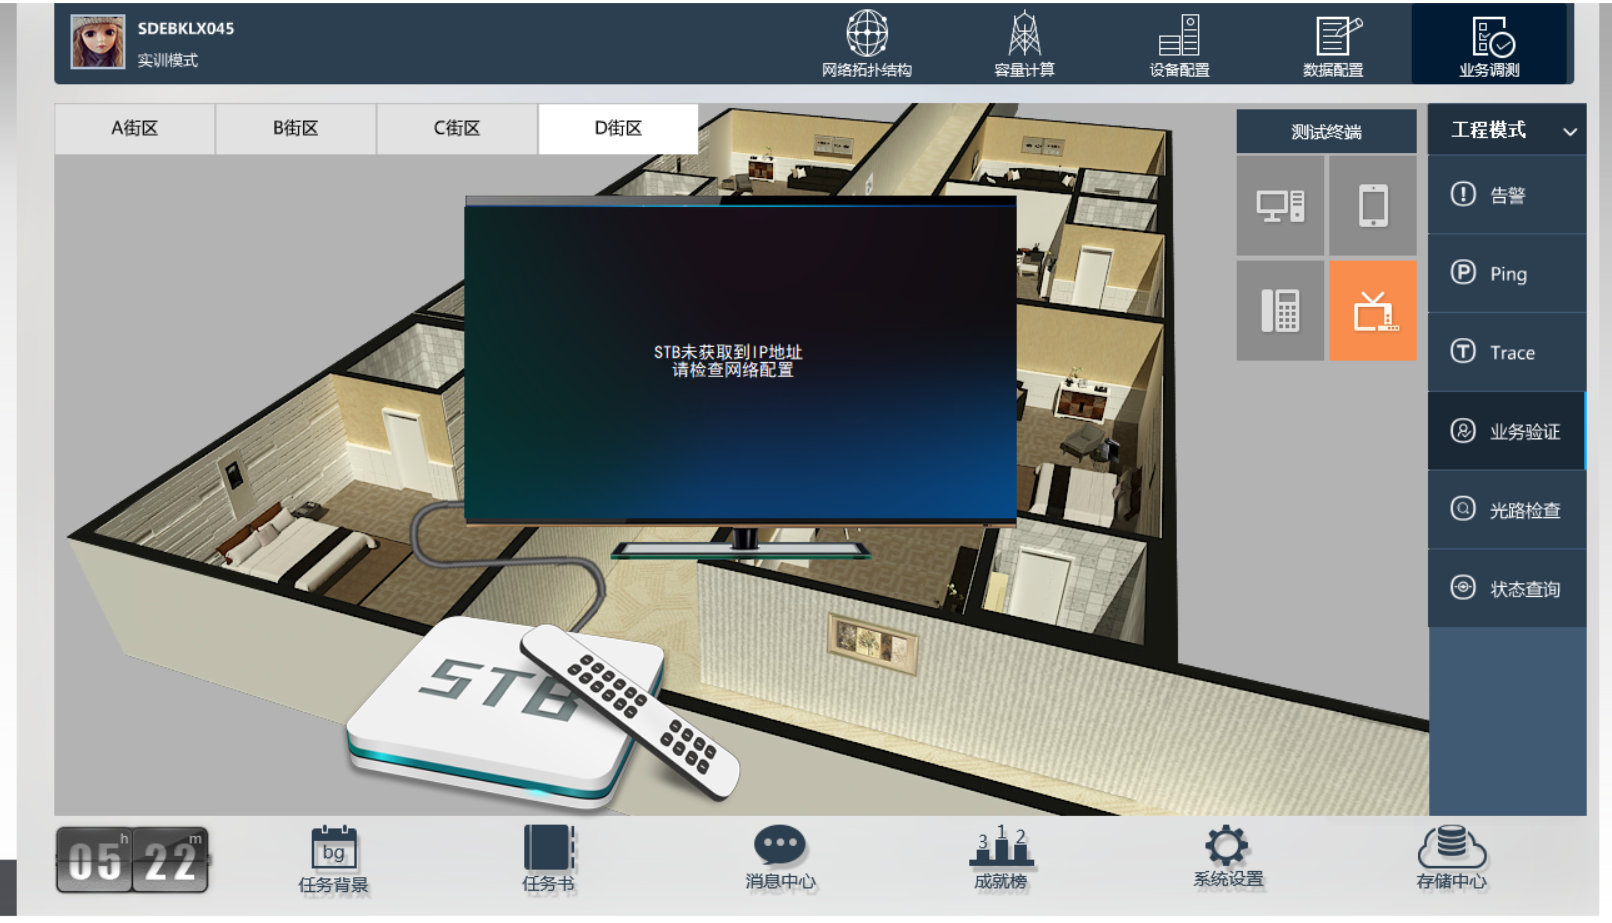 SDEBKLX045
实训模式
网络拓扑结构
容量计算
设备配置
数据配置
业务调测
A街区
B街区
C街区
D街区
测试终端
工程模式
告警
Ping
Trace
业务验证
光路检查
状态查询
STB未获取到IP地址
请检查网络配置
STB
05 h 22 m
bg
任务背景
任务书
消息中心
3 1 2
成就榜
系统设置
存储中心